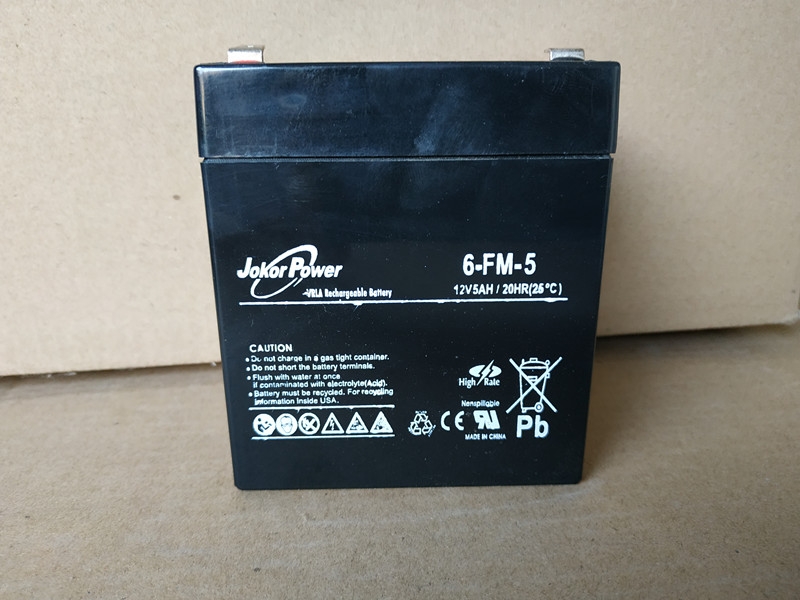 Jokor Power
VRLA Rechargeable Battery
6-FM-5
12V5AH / 20HR(25°C)
CAUTION
• Do not charge in a gas tight container.
• Do not short the battery terminals.
• Flush with water at once
if contaminated with electrolyte(Acid).
• Battery must be recycled. For recycling
information inside USA.
High Rate
Nonspillable
CE
MADE IN CHINA
Pb